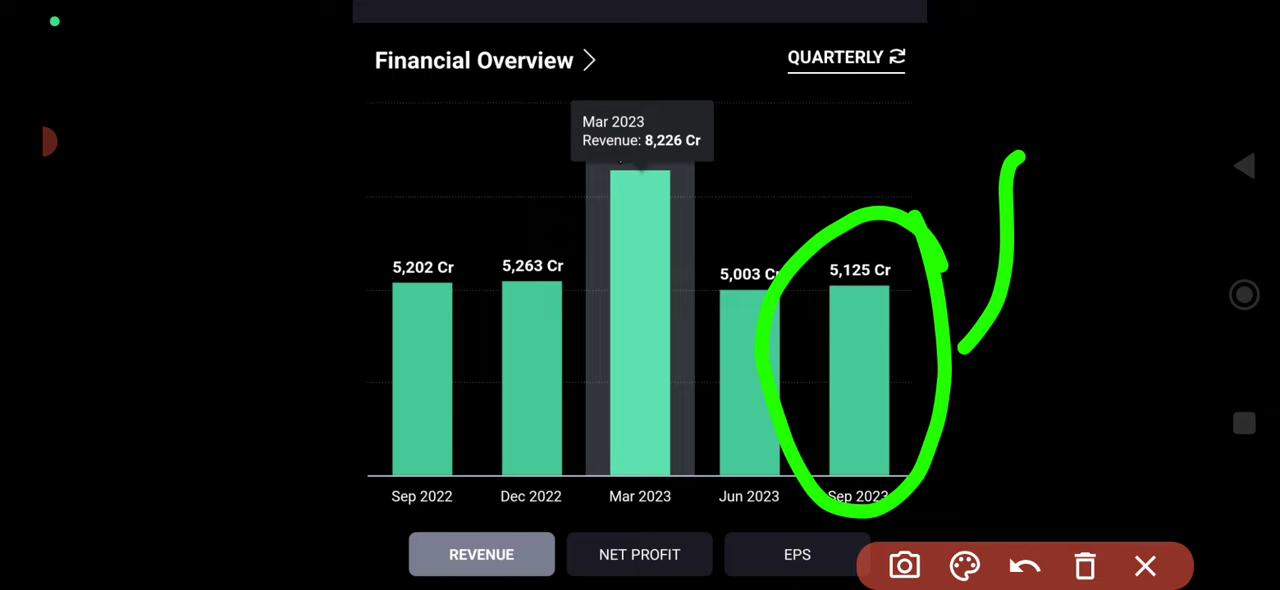 Financial Overview
QUARTERLY
Mar 2023
Revenue: 8,226 Cr
5,202 Cr
5,263 Cr
5,003 Cr
5,125 Cr
Sep 2022
Dec 2022
Mar 2023
Jun 2023
Sep 2023
REVENUE
NET PROFIT
EPS